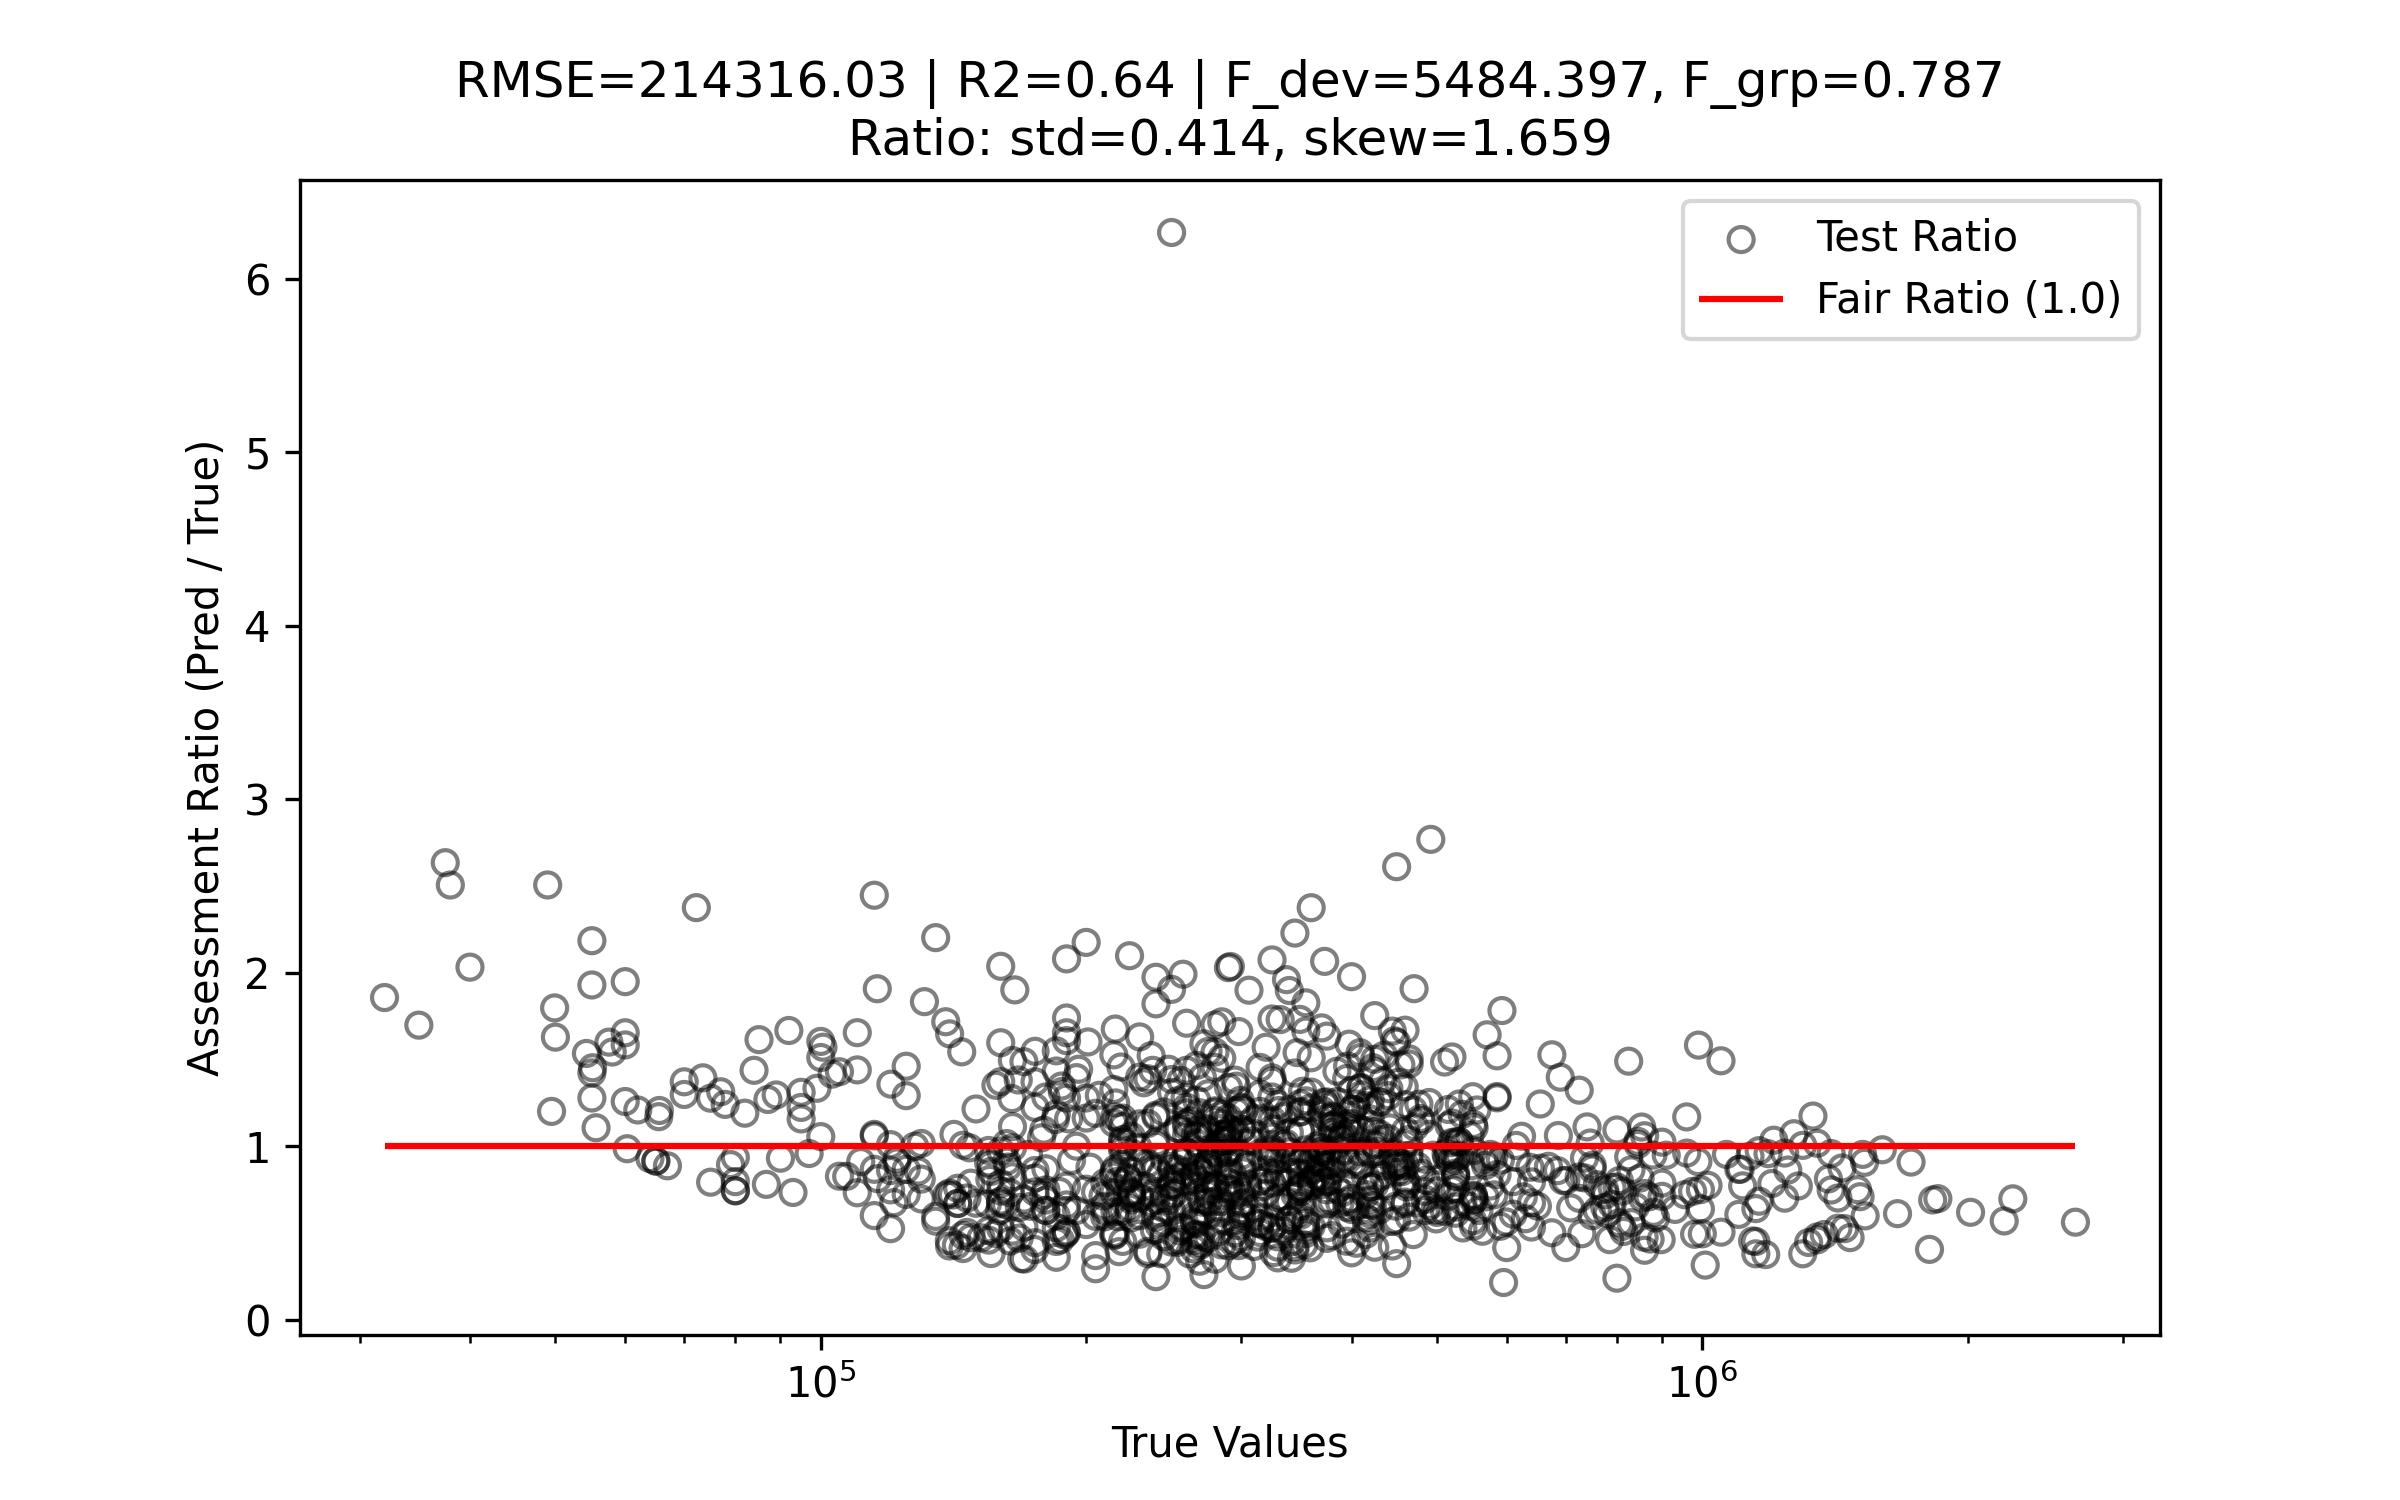 RMSE=214316.03 | R2=0.64 | F_dev=5484.397, F_grp=0.787
Ratio: std=0.414, skew=1.659
Test Ratio
Fair Ratio (1.0)
Assessment Ratio (Pred / True)
6
5
4
3
2
1
0
10⁵
10⁶
True Values